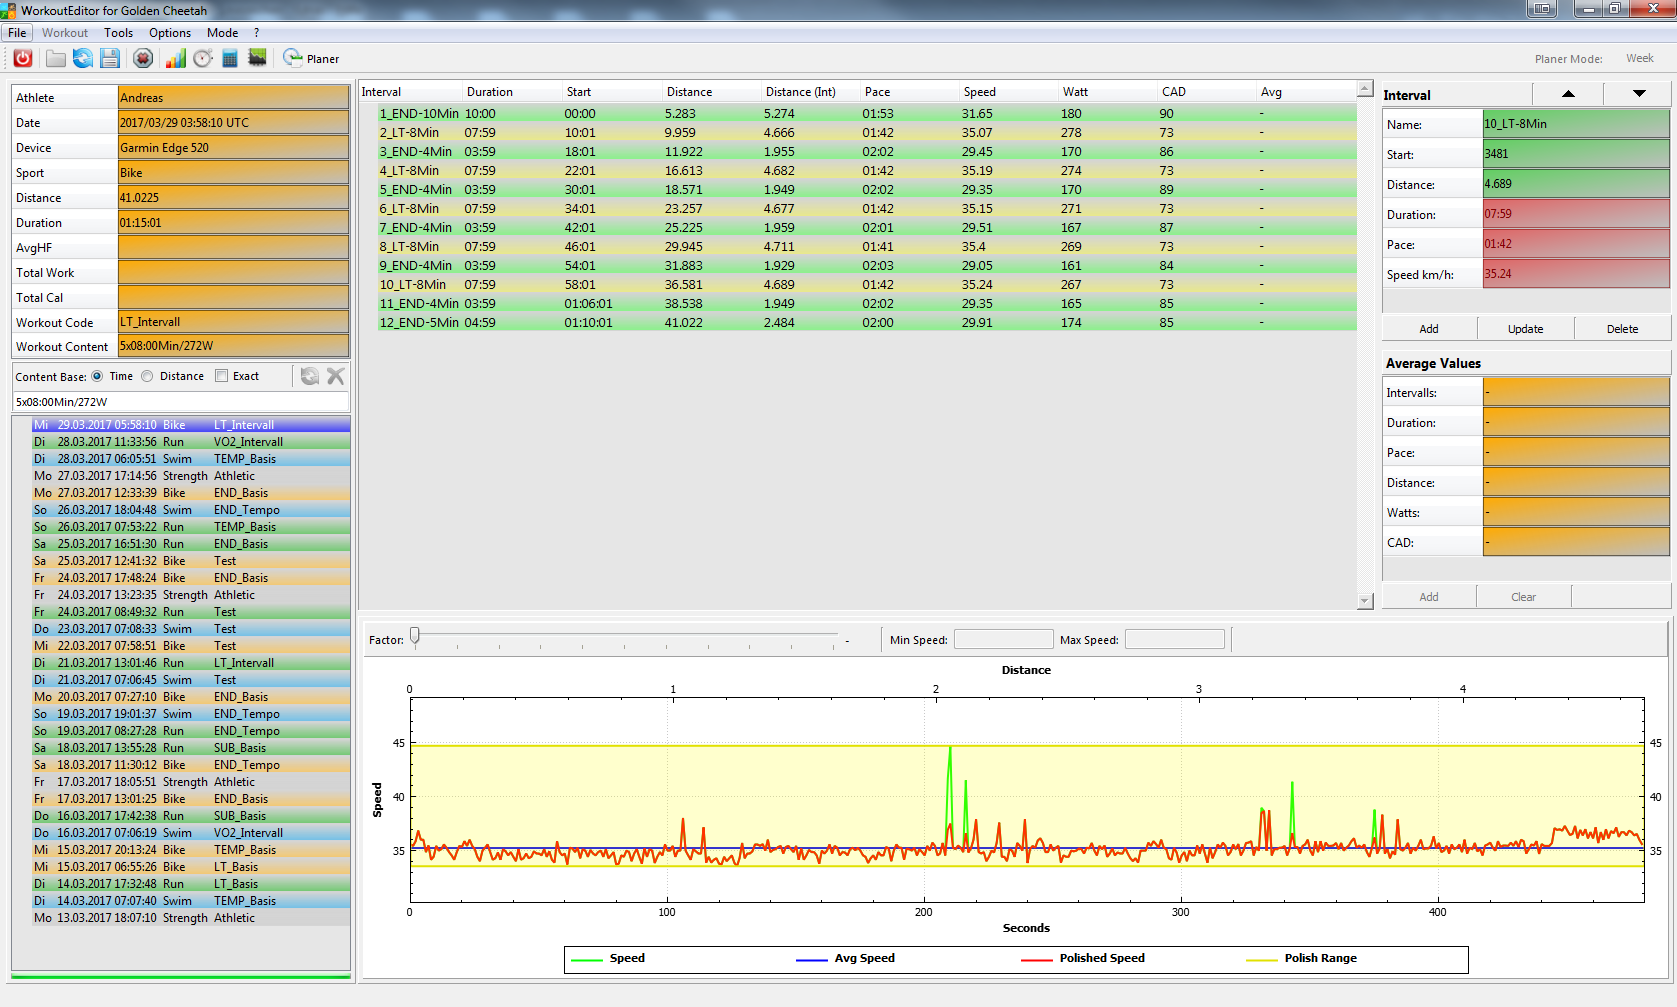 WorkoutEditor for Golden Cheetah
File Workout Tools Options Mode ?
Planer Planer Mode: Week
Athlete Andreas
Date 2017/03/29 03:58:10 UTC
Device Garmin Edge 520
Sport Bike
Distance 41.0225
Duration 01:15:01
AvgHF
Total Work
Total Cal
Workout Code LT_Intervall
Workout Content 5x08:00Min/272W
Content Base: Time Distance Exact
5x08:00Min/272W
Mi 29.03.2017 05:58:10 Bike LT_Intervall
Di 28.03.2017 11:33:56 Run VO2_Intervall
Di 28.03.2017 06:05:51 Swim TEMP_Basis
Mo 27.03.2017 17:14:56 Strength Athletic
Mo 27.03.2017 12:33:39 Bike END_Basis
So 26.03.2017 18:04:48 Swim END_Tempo
So 26.03.2017 07:53:22 Run TEMP_Basis
Sa 25.03.2017 16:51:30 Run END_Basis
Sa 25.03.2017 12:41:32 Bike Test
Fr 24.03.2017 17:48:24 Bike END_Basis
Fr 24.03.2017 13:23:35 Strength Athletic
Fr 24.03.2017 08:49:32 Run Test
Do 23.03.2017 07:08:33 Swim Test
Mi 22.03.2017 07:58:51 Bike Test
Di 21.03.2017 13:01:46 Run LT_Intervall
Di 21.03.2017 07:06:45 Swim Test
Mo 20.03.2017 07:27:10 Bike END_Basis
So 19.03.2017 19:01:37 Swim END_Tempo
So 19.03.2017 08:27:28 Run END_Tempo
Sa 18.03.2017 13:55:28 Run SUB_Basis
Sa 18.03.2017 11:30:12 Bike END_Tempo
Fr 17.03.2017 18:05:51 Strength Athletic
Fr 17.03.2017 13:01:25 Bike END_Basis
Do 16.03.2017 17:42:38 Run SUB_Basis
Do 16.03.2017 07:06:19 Swim VO2_Intervall
Mi 15.03.2017 20:13:24 Bike TEMP_Basis
Mi 15.03.2017 06:55:26 Bike LT_Basis
Di 14.03.2017 17:32:48 Run LT_Basis
Di 14.03.2017 07:07:40 Swim TEMP_Basis
Mo 13.03.2017 18:07:10 Strength Athletic
Interval Duration Start Distance Distance (Int) Pace Speed Watt CAD Avg
1_END-10Min 10:00 00:00 5.283 5.274 01:53 31.65 180 90 -
2_LT-8Min 07:59 10:01 9.959 4.666 01:42 35.07 278 73 -
3_END-4Min 03:59 18:01 11.922 1.955 02:02 29.45 170 86 -
4_LT-8Min 07:59 22:01 16.613 4.682 01:42 35.19 274 73 -
5_END-4Min 03:59 30:01 18.571 1.949 02:02 29.35 170 89 -
6_LT-8Min 07:59 34:01 23.257 4.677 01:42 35.15 271 73 -
7_END-4Min 03:59 42:01 25.225 1.959 02:01 29.51 167 87 -
8_LT-8Min 07:59 46:01 29.945 4.711 01:41 35.4 269 73 -
9_END-4Min 03:59 54:01 31.883 1.929 02:03 29.05 161 84 -
10_LT-8Min 07:59 58:01 36.581 4.689 01:42 35.24 267 73 -
11_END-4Min 03:59 01:06:01 38.538 1.949 02:02 29.35 165 85 -
12_END-5Min 04:59 01:10:01 41.022 2.484 02:00 29.91 174 85 -
Interval
Name: 10_LT-8Min
Start: 3481
Distance: 4.689
Duration: 07:59
Pace: 01:42
Speed km/h: 35.24
Add Update Delete
Average Values
Intervalls: -
Duration: -
Pace: -
Distance: -
Watts: -
CAD: -
Add Clear
Factor: - Min Speed: Max Speed:
Distance
0 1 2 3 4
45 45
40 40
35 35
Speed
0 100 200 300 400
Seconds
Speed Avg Speed Polished Speed Polish Range